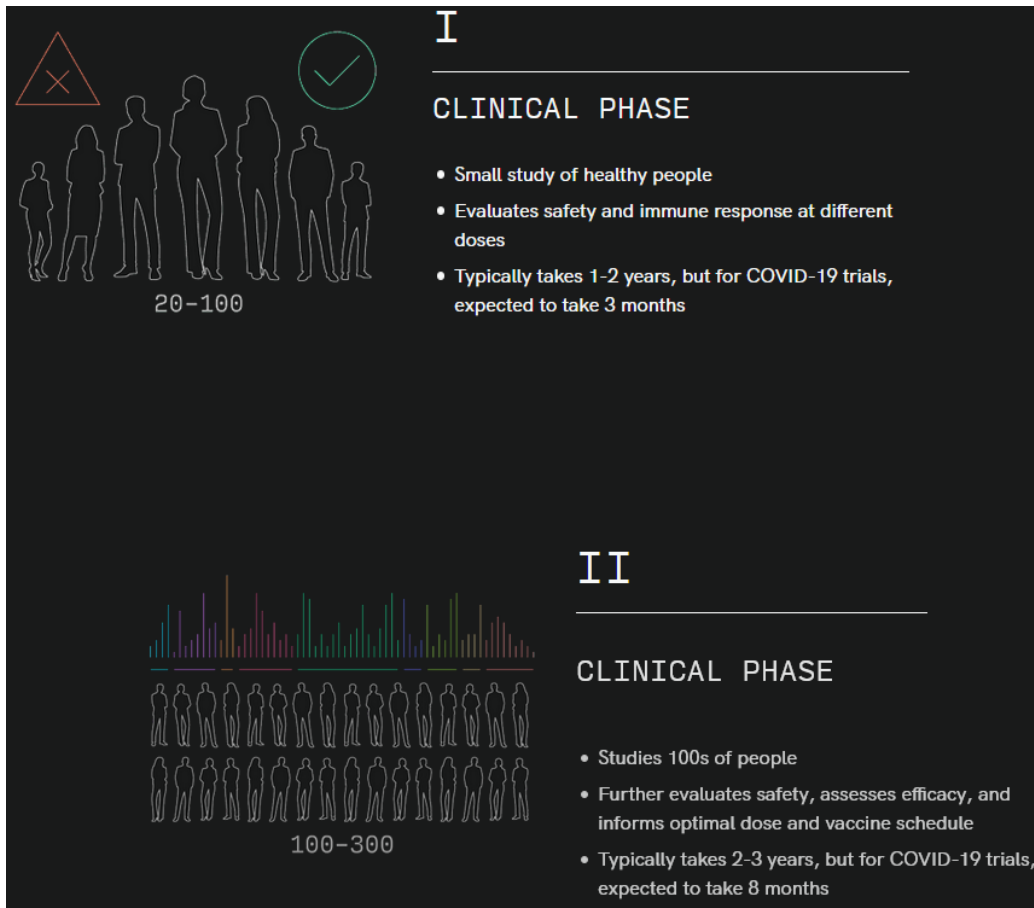 I
CLINICAL PHASE
• Small study of healthy people
• Evaluates safety and immune response at different
doses
• Typically takes 1-2 years, but for COVID-19 trials,
expected to take 3 months
20–100
II
CLINICAL PHASE
• Studies 100s of people
• Further evaluates safety, assesses efficacy, and
informs optimal dose and vaccine schedule
• Typically takes 2-3 years, but for COVID-19 trials,
expected to take 8 months
100–300